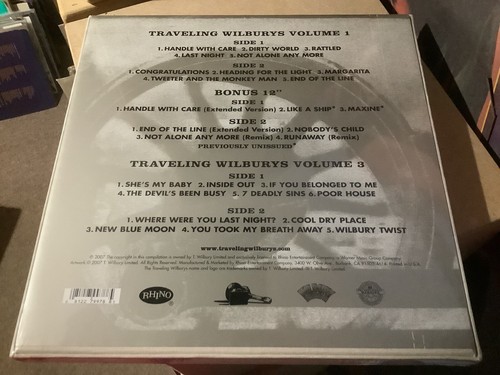 TRAVELING WILBURYS VOLUME 1
SIDE 1
1.HANDLE WITH CARE 2.DIRTY WORLD 3.RATTLED
4.LAST NIGHT 5.NOT ALONE ANY MORE
SIDE 2
1.CONGRATULATIONS 2.HEADING FOR THE LIGHT 3.MARGARITA
4.TWEETER AND THE MONKEY MAN 5.END OF THE LINE
BONUS 12"
SIDE 1
1.HANDLE WITH CARE (Extended Version) 2.LIKE A SHIP* 3.MAXINE*
SIDE 2
1.END OF THE LINE (Extended Version) 2.NOBODY'S CHILD
3.NOT ALONE ANY MORE (Remix) 4.RUNAWAY (Remix)
PREVIOUSLY UNISSUED*
TRAVELING WILBURYS VOLUME 3
SIDE 1
1.SHE'S MY BABY 2.INSIDE OUT 3.IF YOU BELONGED TO ME
4.THE DEVIL'S BEEN BUSY 5.7 DEADLY SINS 6.POOR HOUSE
SIDE 2
1.WHERE WERE YOU LAST NIGHT? 2.COOL DRY PLACE
3.NEW BLUE MOON 4.YOU TOOK MY BREATH AWAY 5.WILBURY TWIST
www.travelingwilburys.com
RHINO